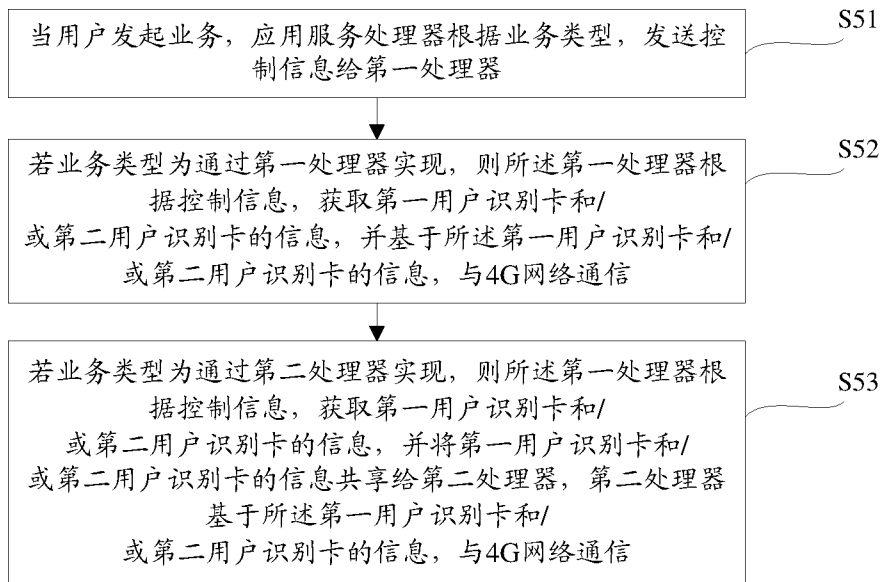 当用户发起业务，应用服务处理器根据业务类型，发送控
制信息给第一处理器
S51
若业务类型为通过第一处理器实现，则所述第一处理器根
据控制信息，获取第一用户识别卡和/
或第二用户识别卡的信息，并基于所述第一用户识别卡和/
或第二用户识别卡的信息，与4G网络通信
S52
若业务类型为通过第二处理器实现，则所述第一处理器根
据控制信息，获取第一用户识别卡和/
或第二用户识别卡的信息，并将第一用户识别卡和/
或第二用户识别卡的信息共享给第二处理器，第二处理器
基于所述第一用户识别卡和/
或第二用户识别卡的信息，与4G网络通信
S53